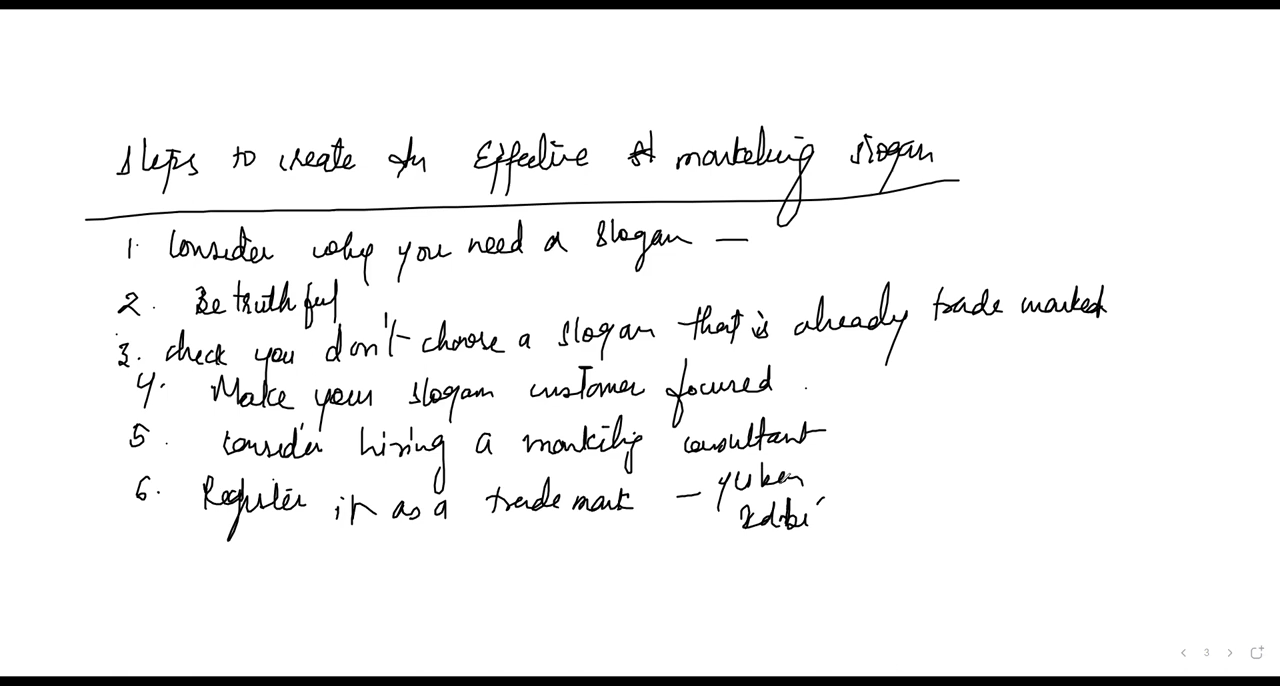 Steps to create An Effective marketing slogan
1. Consider why you need a slogan —
2. Be truthful
3. check you don't choose a slogan that is already trade marked
4. Make your slogan customer focused.
5. Consider hiring a marketing consultant
6. Register it as a trade mark —
3